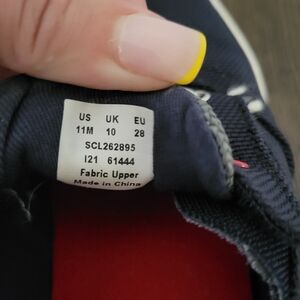 US UK EU
11M 10 28
SCL262895
I21 61444
Fabric Upper
Made in China